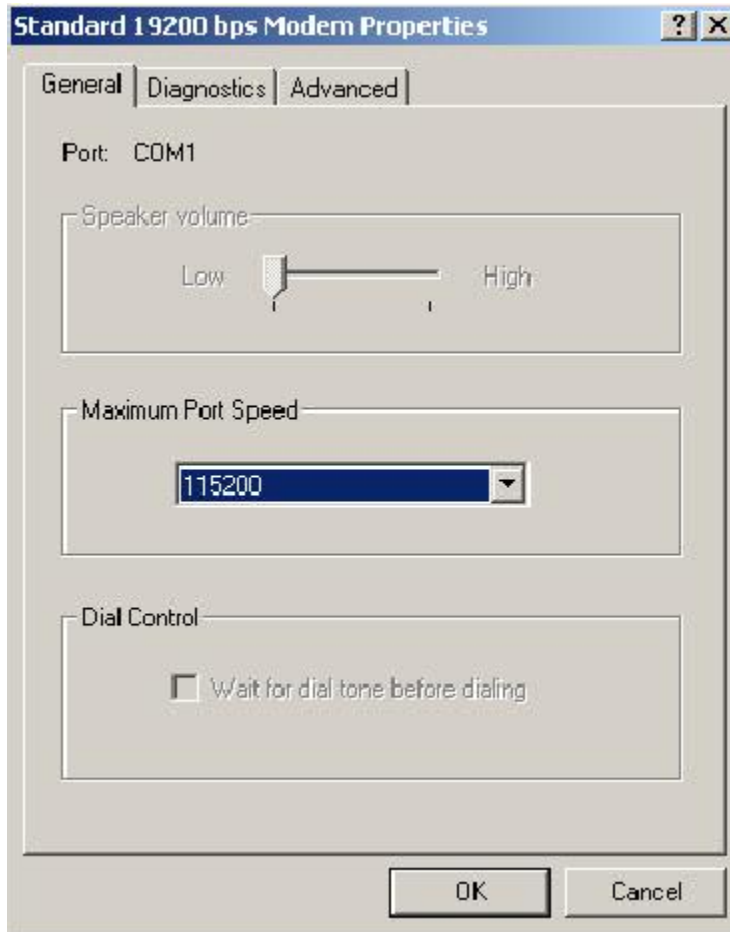 Standard 19200 bps Modem Properties
General Diagnostics Advanced
Port: COM1
Speaker volume
Low High
Maximum Port Speed
115200
Dial Control
Wait for dial tone before dialing
OK Cancel